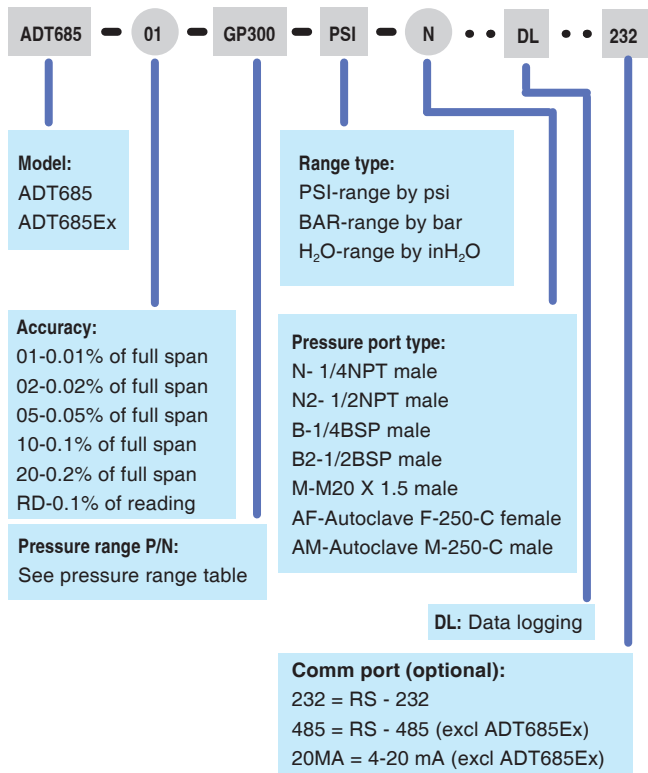 ADT685 - 01 - GP300 - PSI - N • • DL • • 232
Model:
ADT685
ADT685Ex
Range type:
PSI-range by psi
BAR-range by bar
H₂O-range by inH₂O
Accuracy:
01-0.01% of full span
02-0.02% of full span
05-0.05% of full span
10-0.1% of full span
20-0.2% of full span
RD-0.1% of reading
Pressure port type:
N- 1/4NPT male
N2- 1/2NPT male
B-1/4BSP male
B2-1/2BSP male
M-M20 X 1.5 male
AF-Autoclave F-250-C female
AM-Autoclave M-250-C male
Pressure range P/N:
See pressure range table
DL: Data logging
Comm port (optional):
232 = RS - 232
485 = RS - 485 (excl ADT685Ex)
20MA = 4-20 mA (excl ADT685Ex)